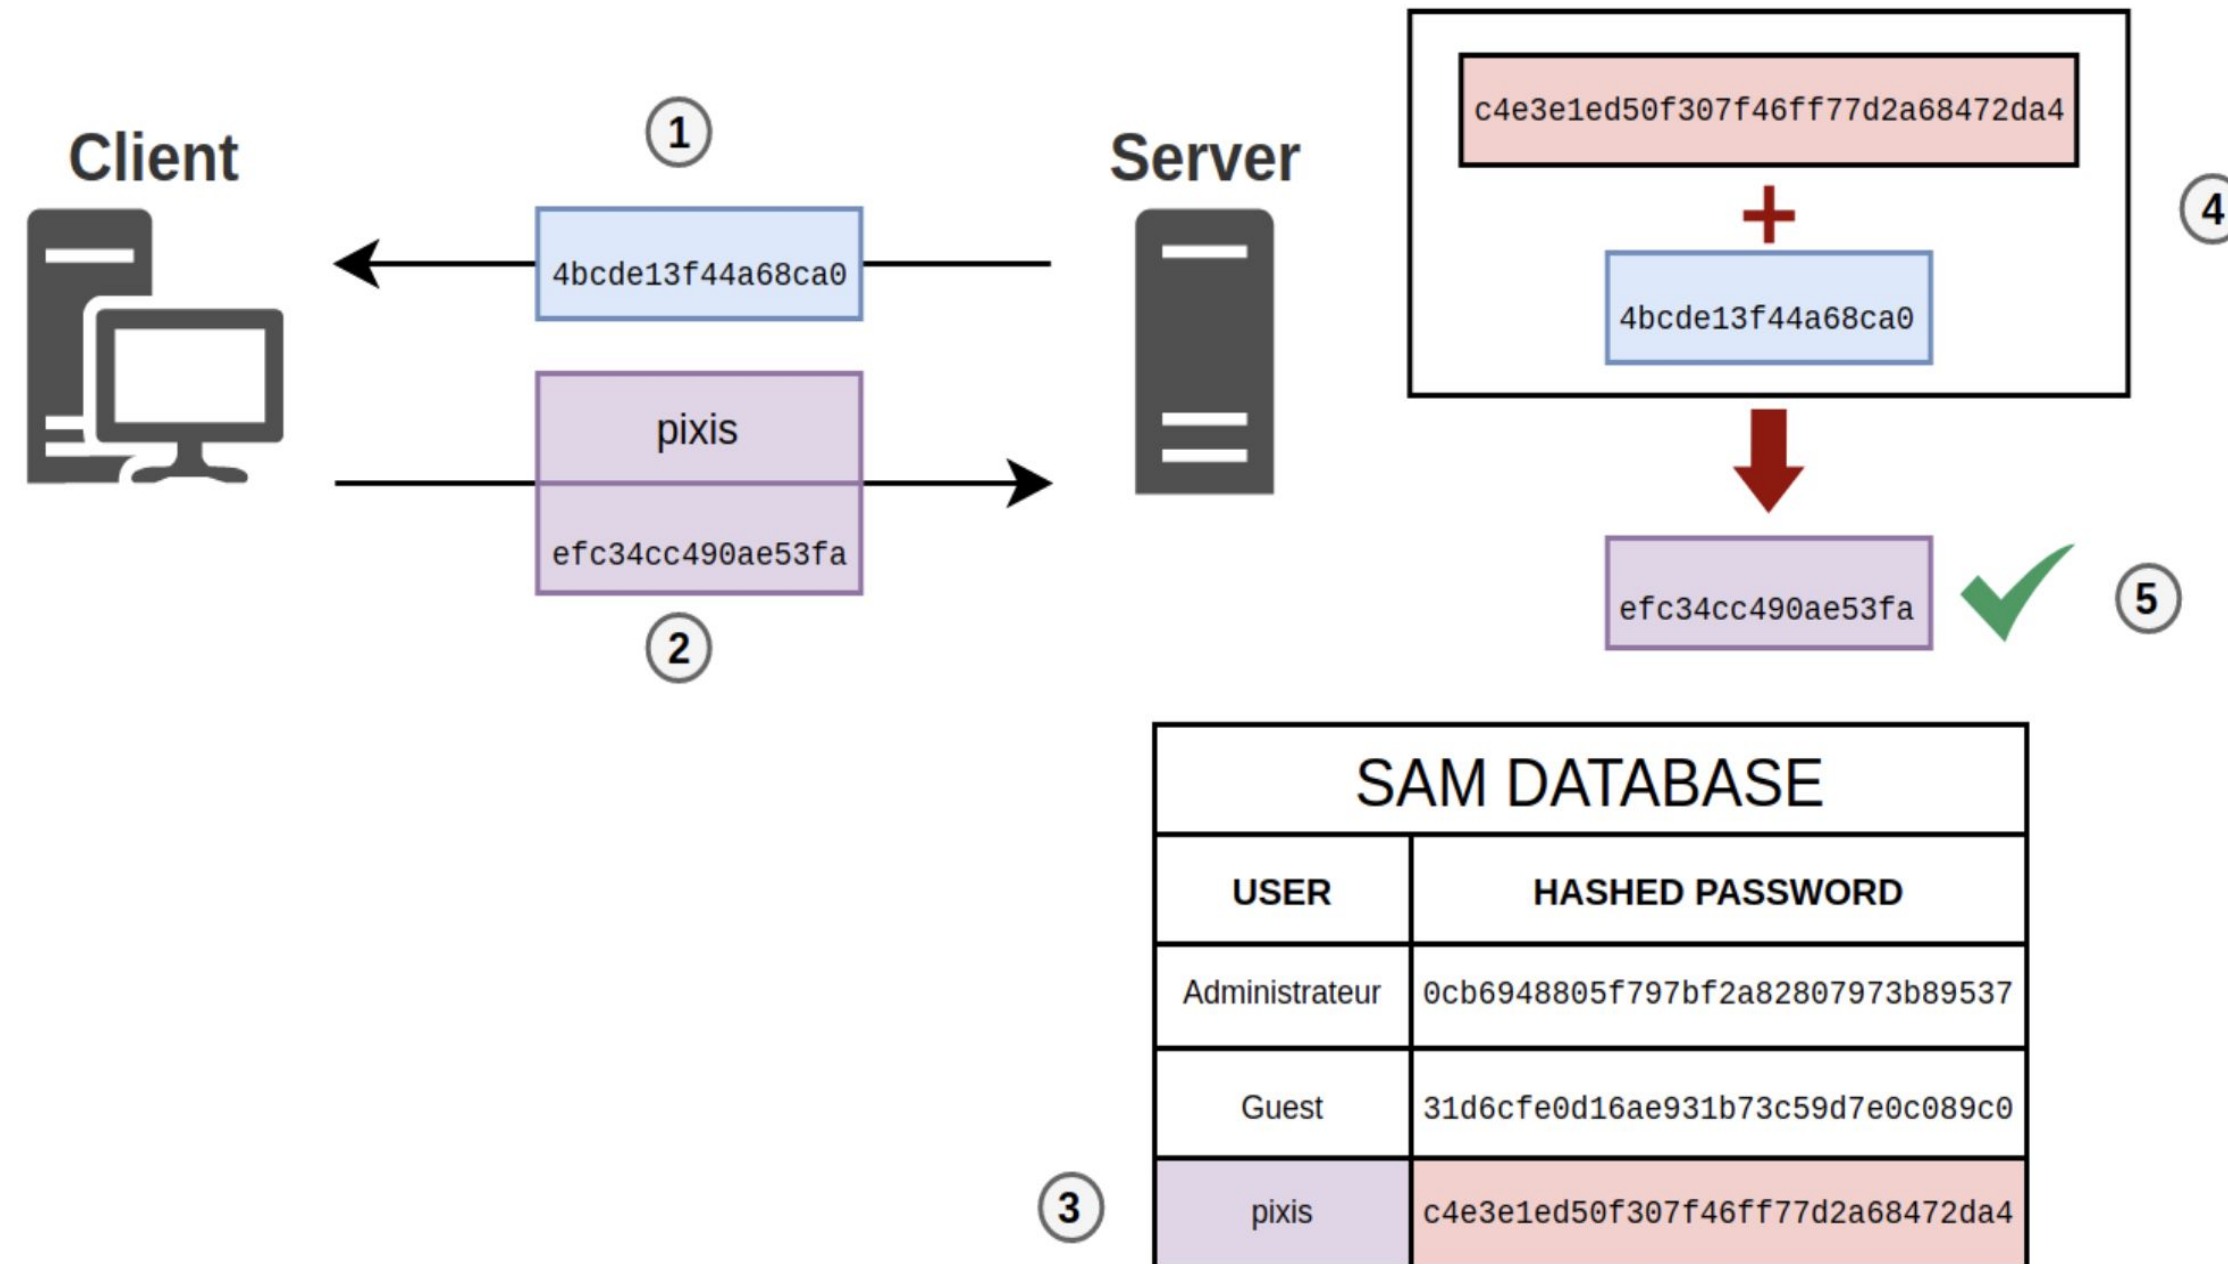 Client
1
4bcde13f44a68ca0
pixis
efc34cc490ae53fa
2
Server
c4e3e1ed50f307f46ff77d2a68472da4
+
4bcde13f44a68ca0
4
efc34cc490ae53fa
5
SAM DATABASE
USER HASHED PASSWORD
Administrateur 0cb6948805f797bf2a82807973b89537
Guest 31d6cfe0d16ae931b73c59d7e0c089c0
3
pixis c4e3e1ed50f307f46ff77d2a68472da4